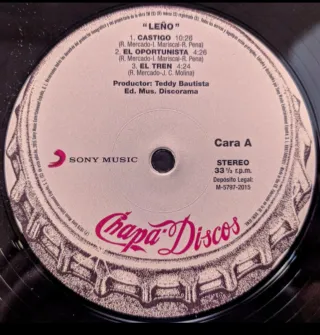 "LEÑO"
1. CASTIGO 10:26
(R. Mercado-I. Mariscal-R. Pena)
2. EL OPORTUNISTA 4:26
(R. Mercado-I. Mariscal-R. Pena)
3. EL TREN 4:24
(R. Mercado-J. C. Molina)
Productor: Teddy Bautista
Ed. Mus. Discorama
SONY MUSIC
Cara A
STEREO
33 ⅓ r.p.m.
Depósito Legal:
M-5797-2015
Chapa Discos